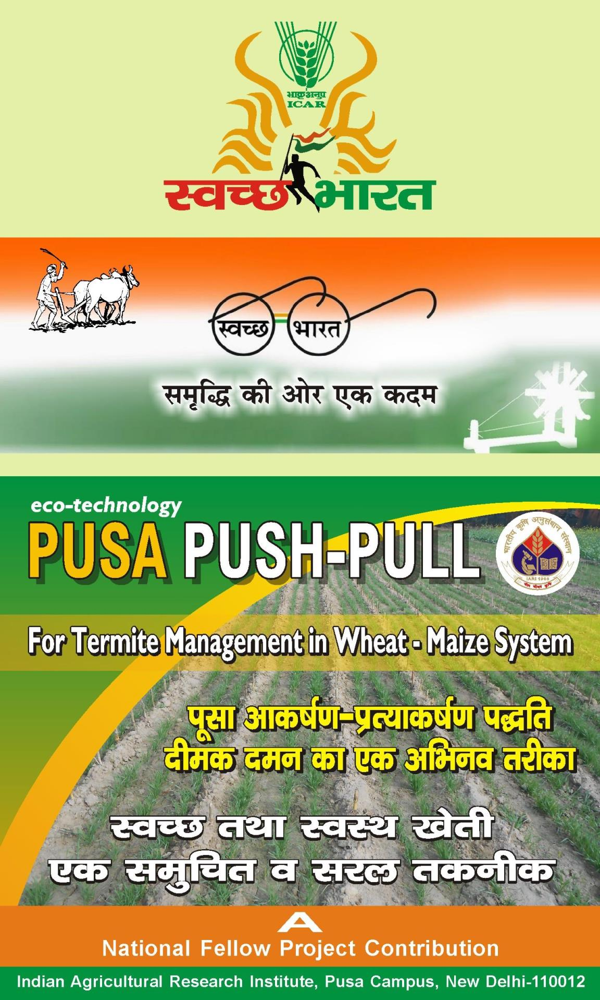 भाकृअनुप
ICAR
स्वच्छ भारत
स्वच्छ भारत
समृद्धि की ओर एक कदम
eco-technology
PUSA PUSH-PULL
भारतीय कृषि अनुसंधान संस्थान
IARI 1905
For Termite Management in Wheat - Maize System
पूसा आकर्षण-प्रत्याकर्षण पद्धति
दीमक दमन का एक अभिनव तरीका
स्वच्छ तथा स्वस्थ खेती
एक समुचित व सरल तकनीक
A
National Fellow Project Contribution
Indian Agricultural Research Institute, Pusa Campus, New Delhi-110012